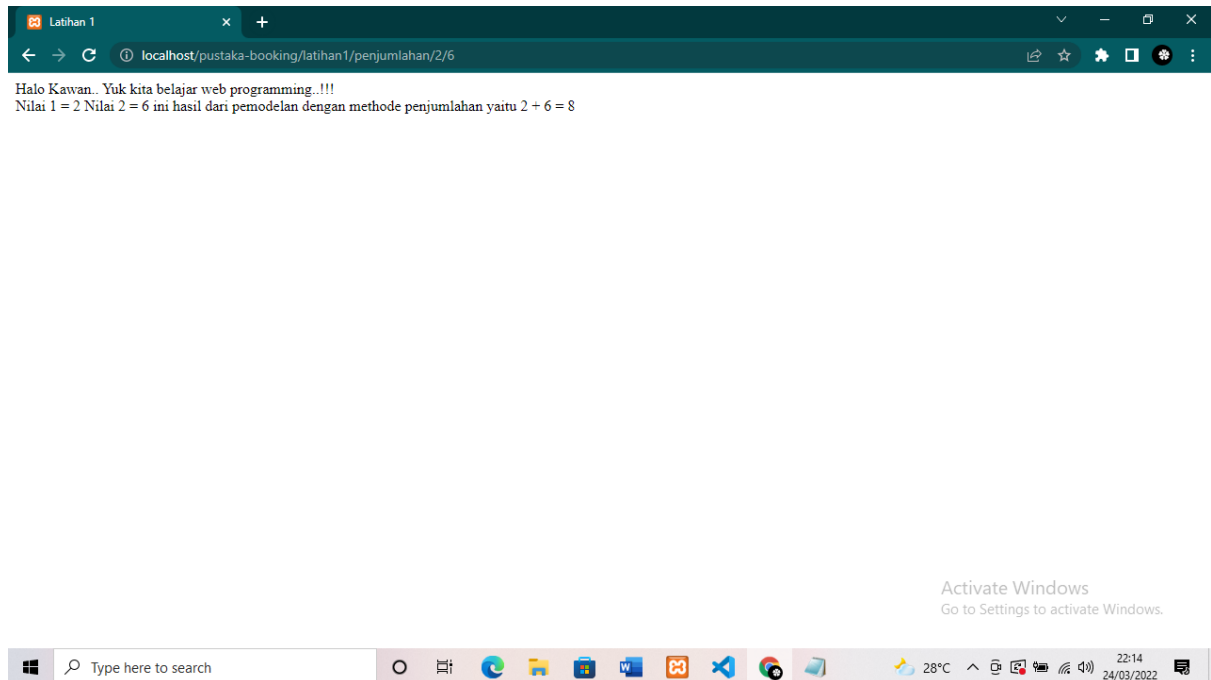 Latihan 1
localhost/pustaka-booking/latihan1/penjumlahan/2/6
Halo Kawan.. Yuk kita belajar web programming..!!!
Nilai 1 = 2 Nilai 2 = 6 ini hasil dari pemodelan dengan methode penjumlahan yaitu 2 + 6 = 8
Activate Windows
Go to Settings to activate Windows.
Type here to search
28°C
22:14
24/03/2022